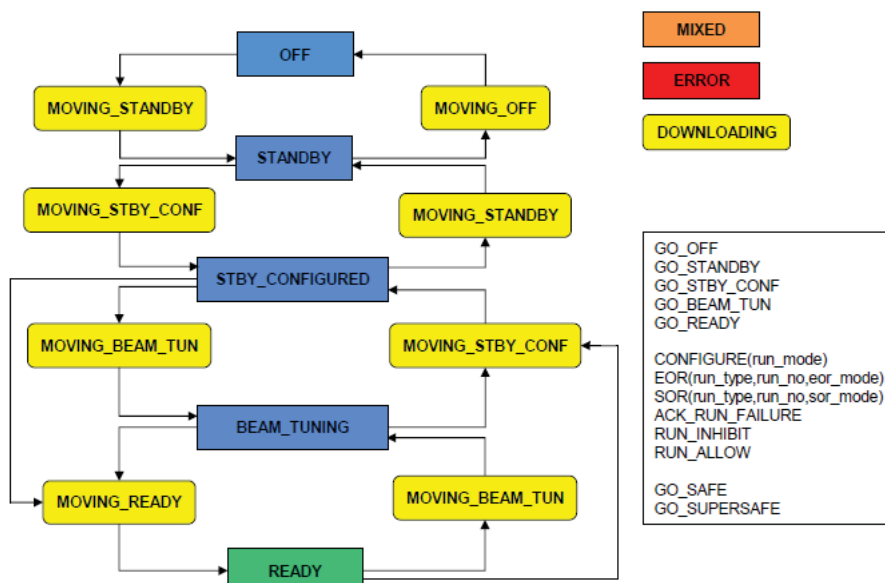 OFF
MOVING_STANDBY
MOVING_OFF
STANDBY
MOVING_STBY_CONF
MOVING_STANDBY
STBY_CONFIGURED
MOVING_BEAM_TUN
MOVING_STBY_CONF
BEAM_TUNING
MOVING_READY
MOVING_BEAM_TUN
READY
MIXED
ERROR
DOWNLOADING
GO_OFF
GO_STANDBY
GO_STBY_CONF
GO_BEAM_TUN
GO_READY
CONFIGURE(run_mode)
EOR(run_type,run_no,eor_mode)
SOR(run_type,run_no,sor_mode)
ACK_RUN_FAILURE
RUN_INHIBIT
RUN_ALLOW
GO_SAFE
GO_SUPERSAFE